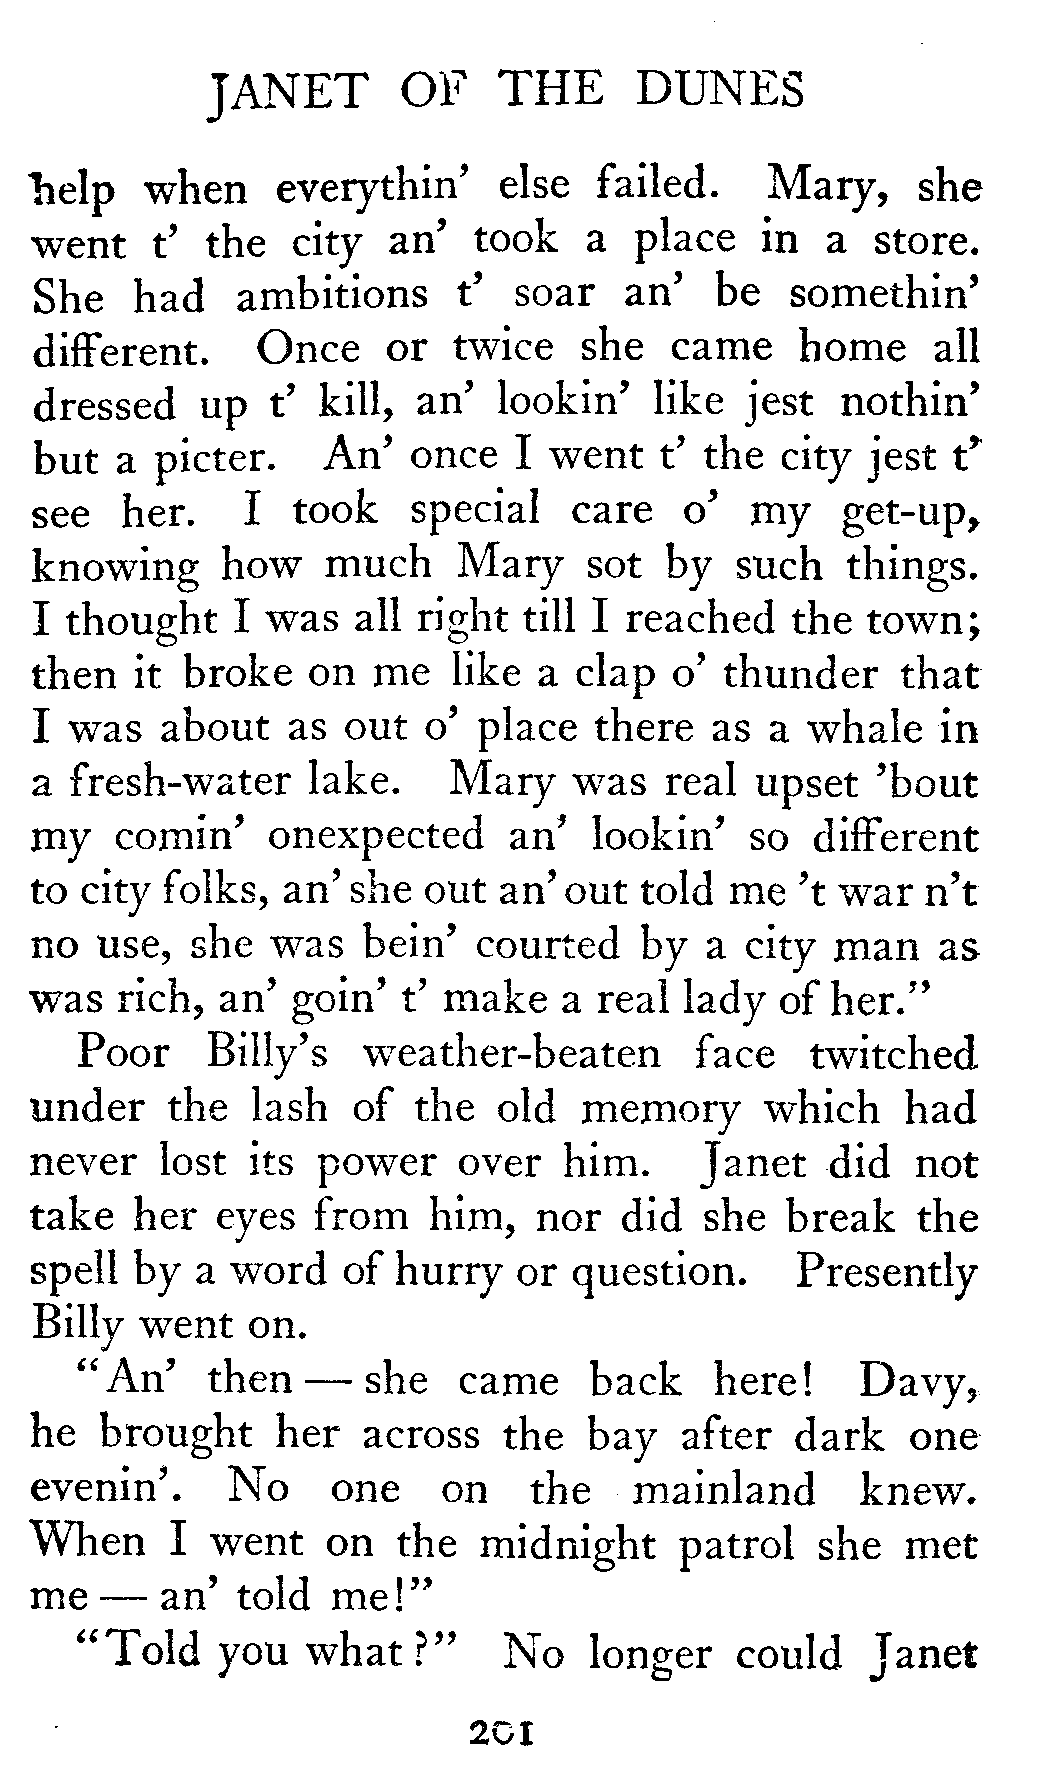 JANET OF THE DUNES
help when everythin' else failed. Mary, she
went t' the city an' took a place in a store.
She had ambitions t' soar an' be somethin'
different. Once or twice she came home all
dressed up t' kill, an' lookin' like jest nothin'
but a picter. An' once I went t' the city jest t'
see her. I took special care o' my get-up,
knowing how much Mary sot by such things.
I thought I was all right till I reached the town;
then it broke on me like a clap o' thunder that
I was about as out o' place there as a whale in
a fresh-water lake. Mary was real upset 'bout
my comin' onexpected an' lookin' so different
to city folks, an' she out an' out told me 't war n't
no use, she was bein' courted by a city man as
was rich, an' goin' t' make a real lady of her."
Poor Billy's weather-beaten face twitched
under the lash of the old memory which had
never lost its power over him. Janet did not
take her eyes from him, nor did she break the
spell by a word of hurry or question. Presently
Billy went on.
"An' then — she came back here! Davy,
he brought her across the bay after dark one
evenin'. No one on the mainland knew.
When I went on the midnight patrol she met
me — an' told me!"
"Told you what?" No longer could Janet
201